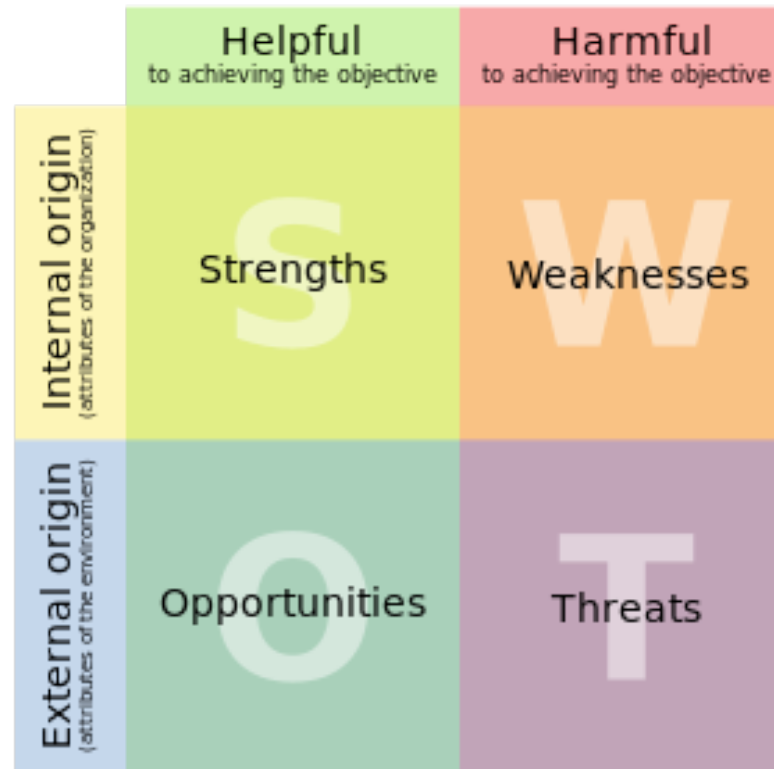 Helpful
to achieving the objective
Harmful
to achieving the objective
Internal origin
(attributes of the organization)
S
Strengths
W
Weaknesses
External origin
(attributes of the environment)
O
Opportunities
T
Threats